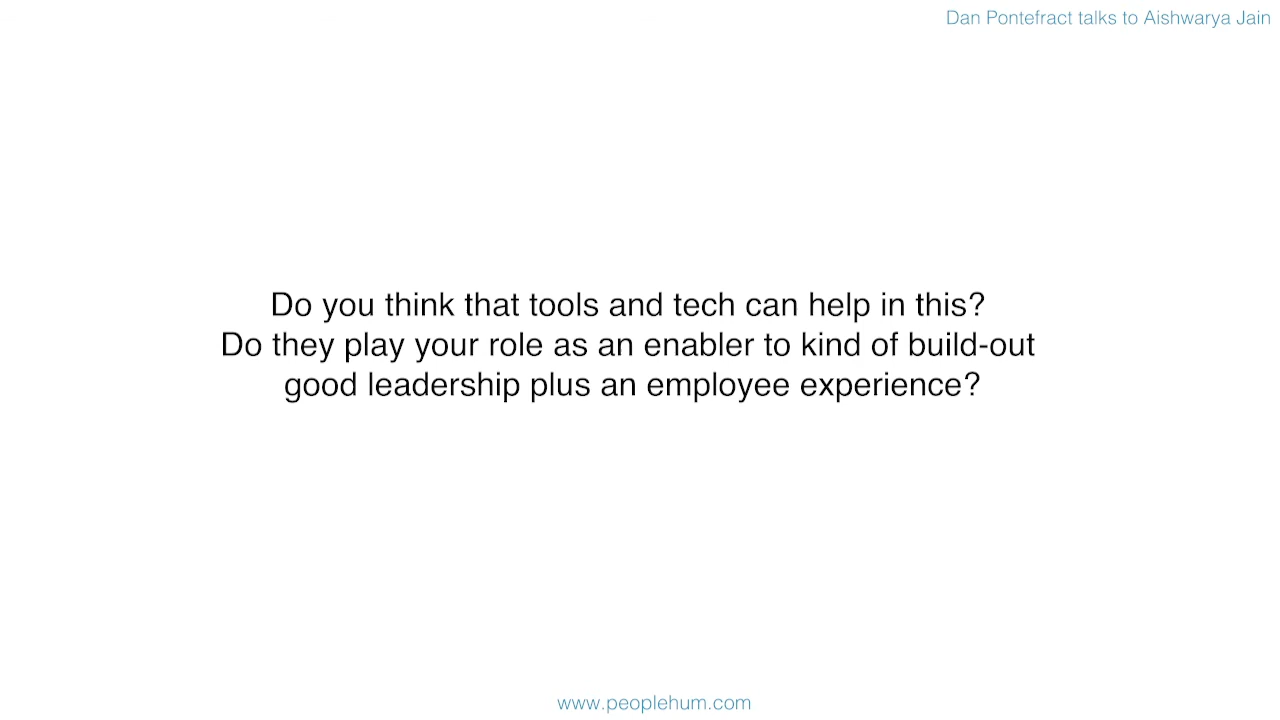 Dan Pontefract talks to Aishwarya Jain
Do you think that tools and tech can help in this?
Do they play your role as an enabler to kind of build-out
good leadership plus an employee experience?
www.peoplehum.com